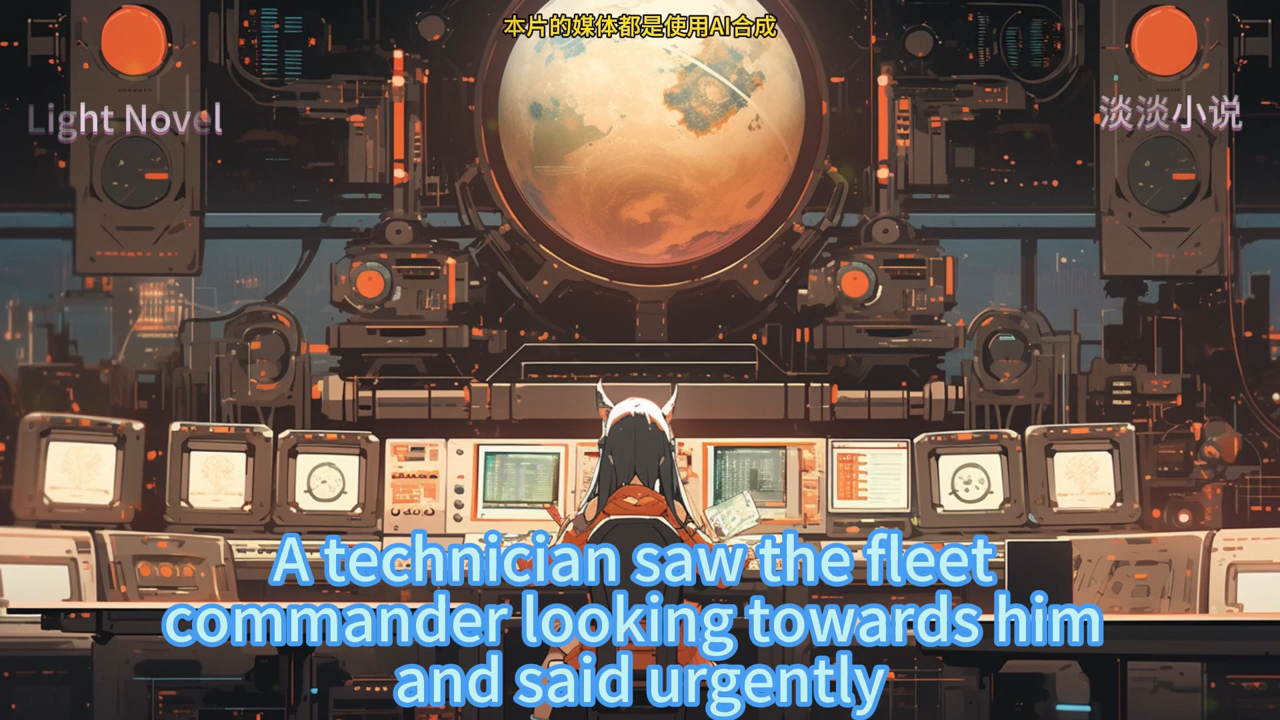 本片的媒体都是使用AI合成
Light Novel
淡淡小说
A technician saw the fleet
commander looking towards him
and said urgently